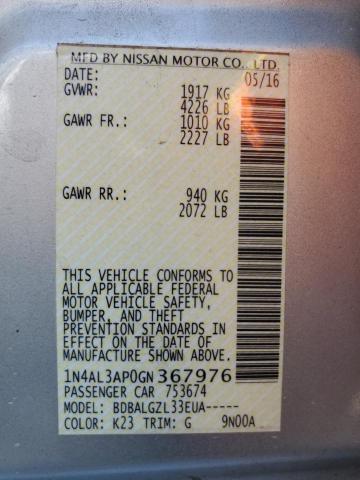 MFD BY NISSAN MOTOR CO., LTD.
DATE: 05/16
GVWR: 1917 KG
4226 LB
GAWR FR.: 1010 KG
2227 LB
GAWR RR.: 940 KG
2072 LB
THIS VEHICLE CONFORMS TO
ALL APPLICABLE FEDERAL
MOTOR VEHICLE SAFETY,
BUMPER, AND THEFT
PREVENTION STANDARDS IN
EFFECT ON THE DATE OF
MANUFACTURE SHOWN ABOVE.
1N4AL3AP0GN367976
PASSENGER CAR 753674
MODEL: BDBALGZL33EUA-----
COLOR: K23 TRIM: G 9N00A